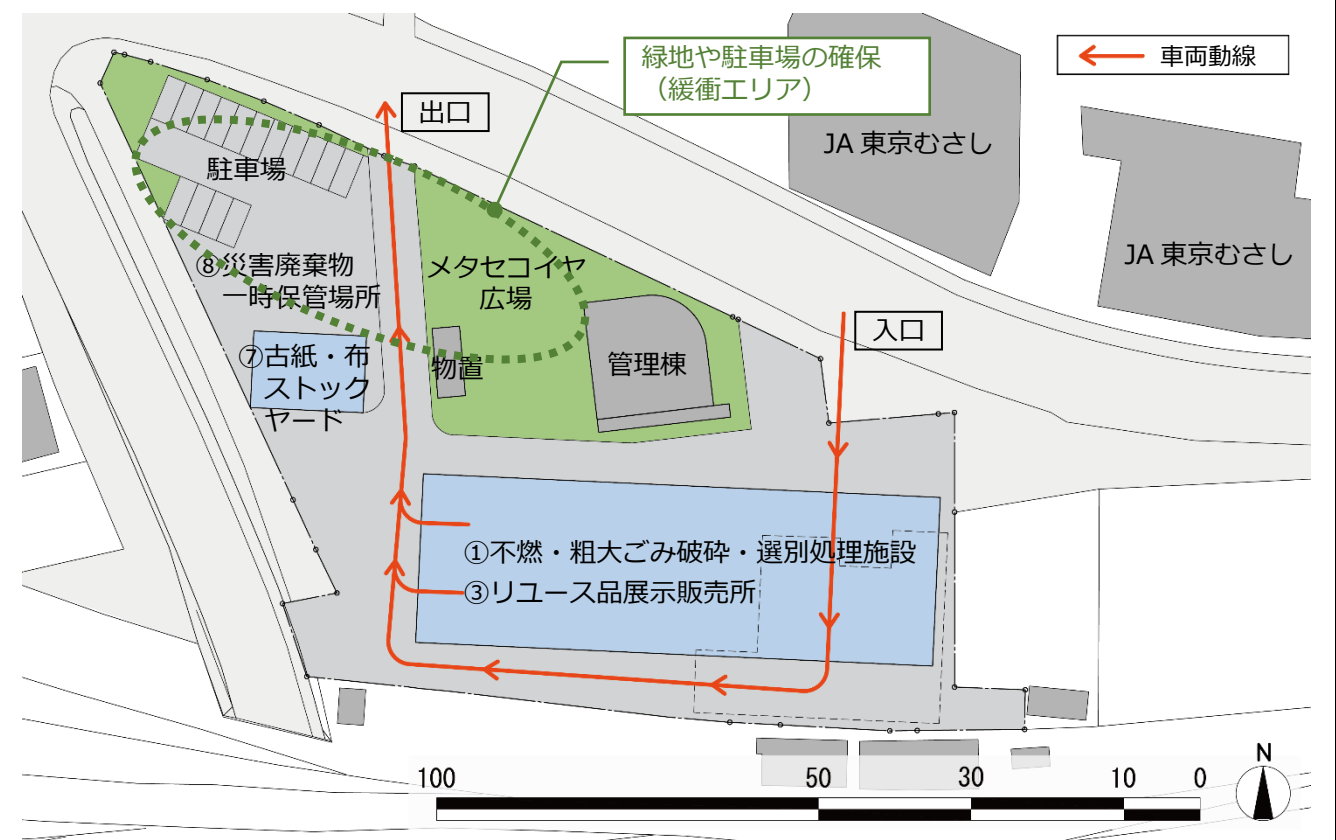 緑地や駐車場の確保
（緩衝エリア）
車両動線
出口
JA 東京むさし
駐車場
JA 東京むさし
⑧災害廃棄物
一時保管場所
メタセコイヤ
広場
入口
⑦古紙・布
ストック
ヤード
物置
管理棟
①不燃・粗大ごみ破砕・選別処理施設
③リユース品展示販売所
N
100 50 30 10 0